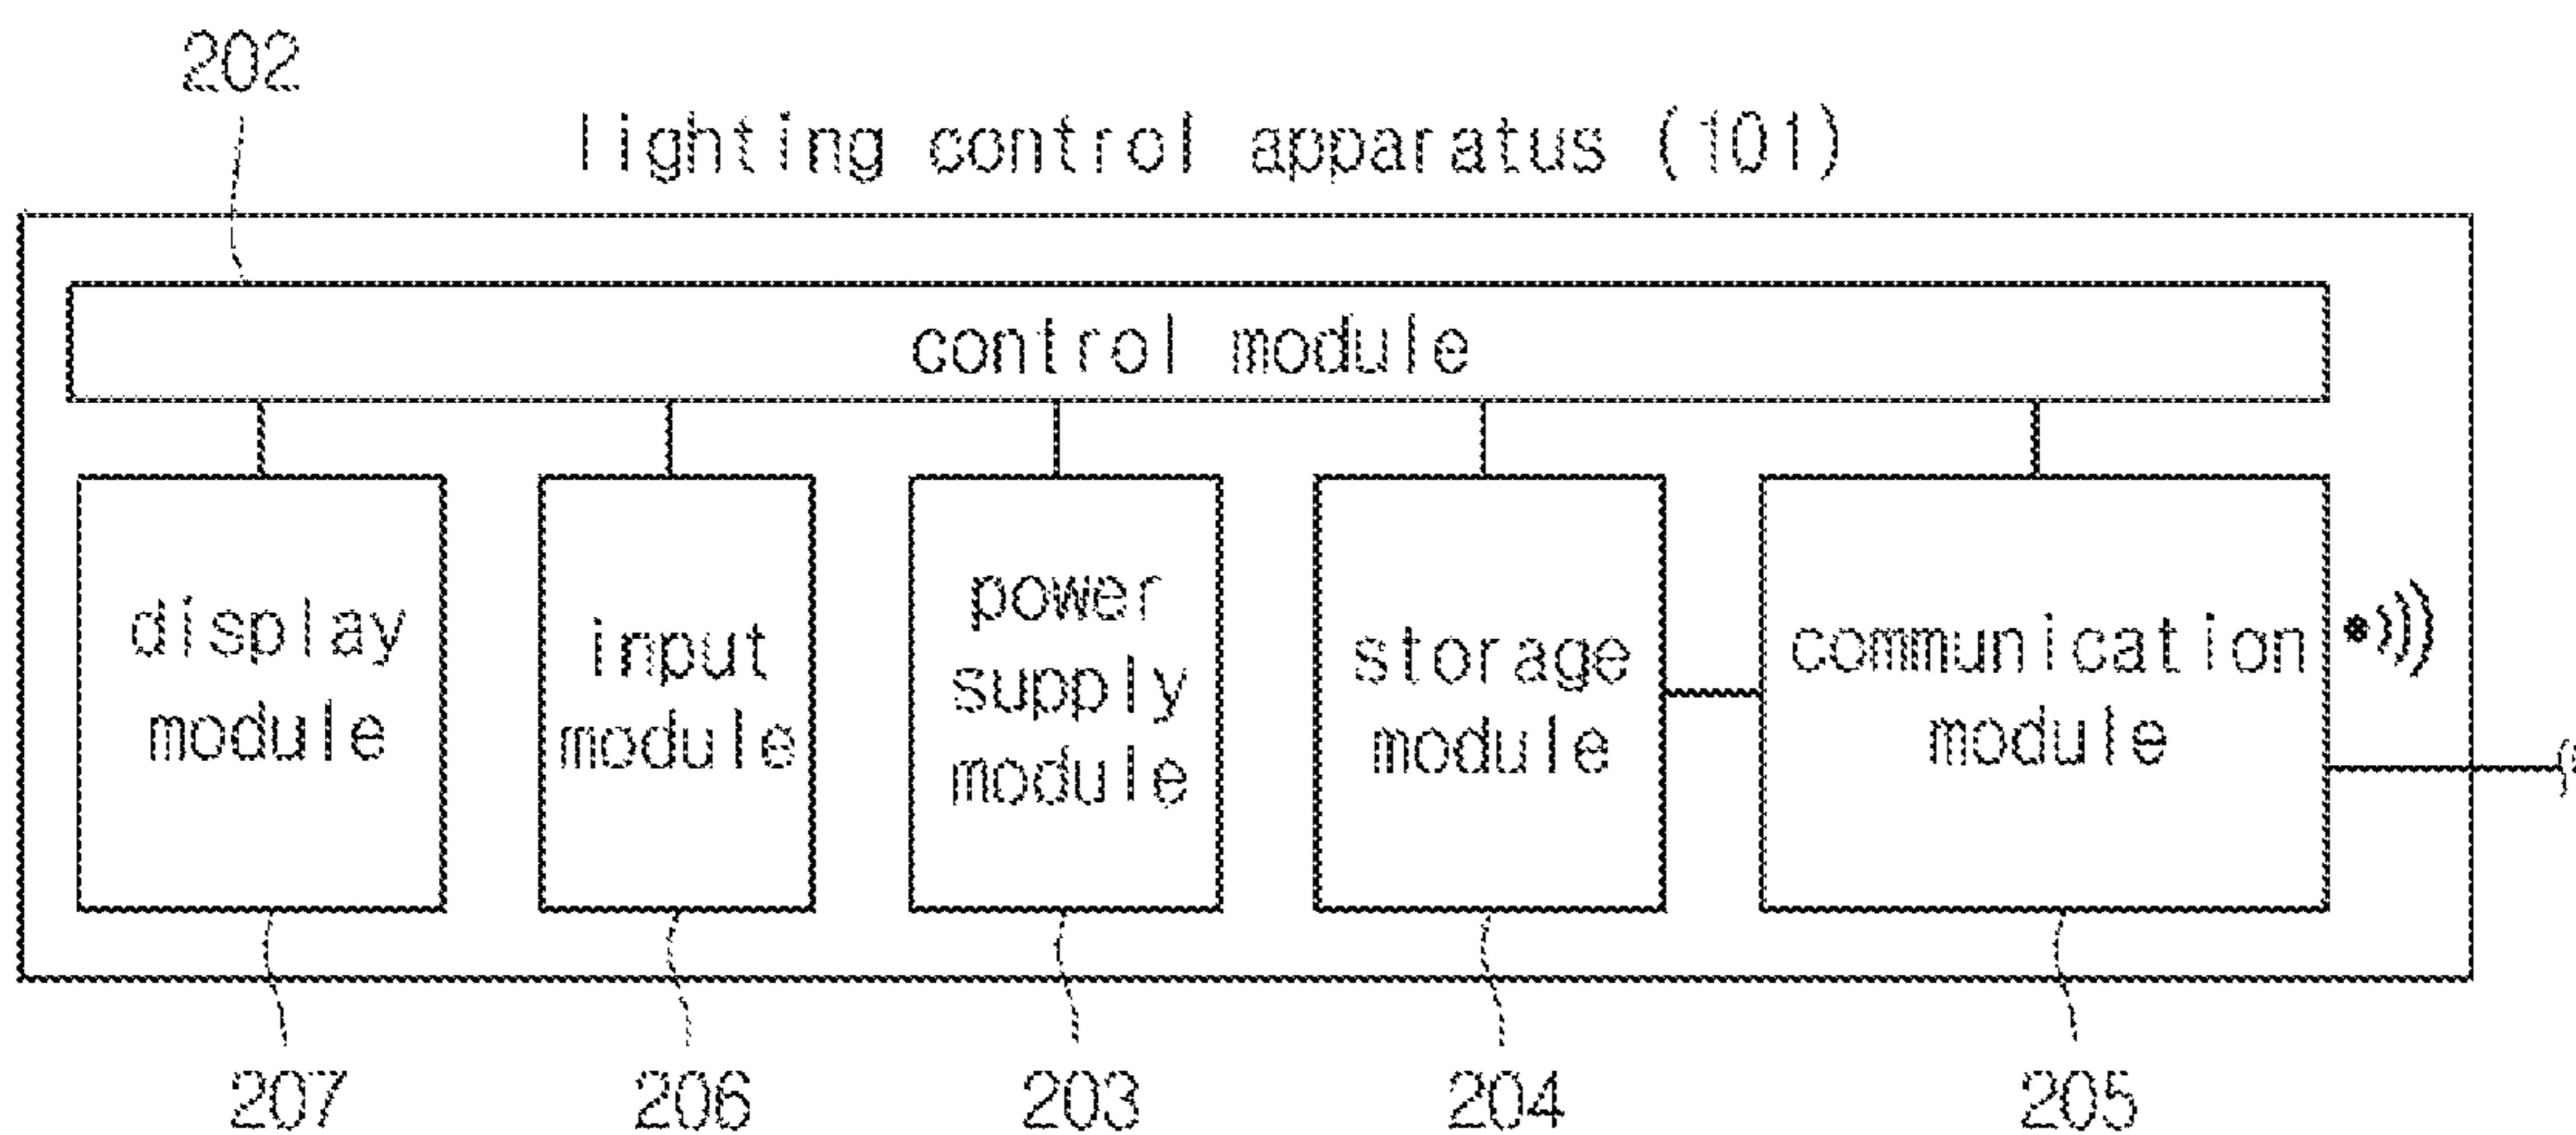 202
lighting control apparatus (101)
control module
display
module
input
module
power
supply
module
storage
module
communication
module
207
206
203
204
205